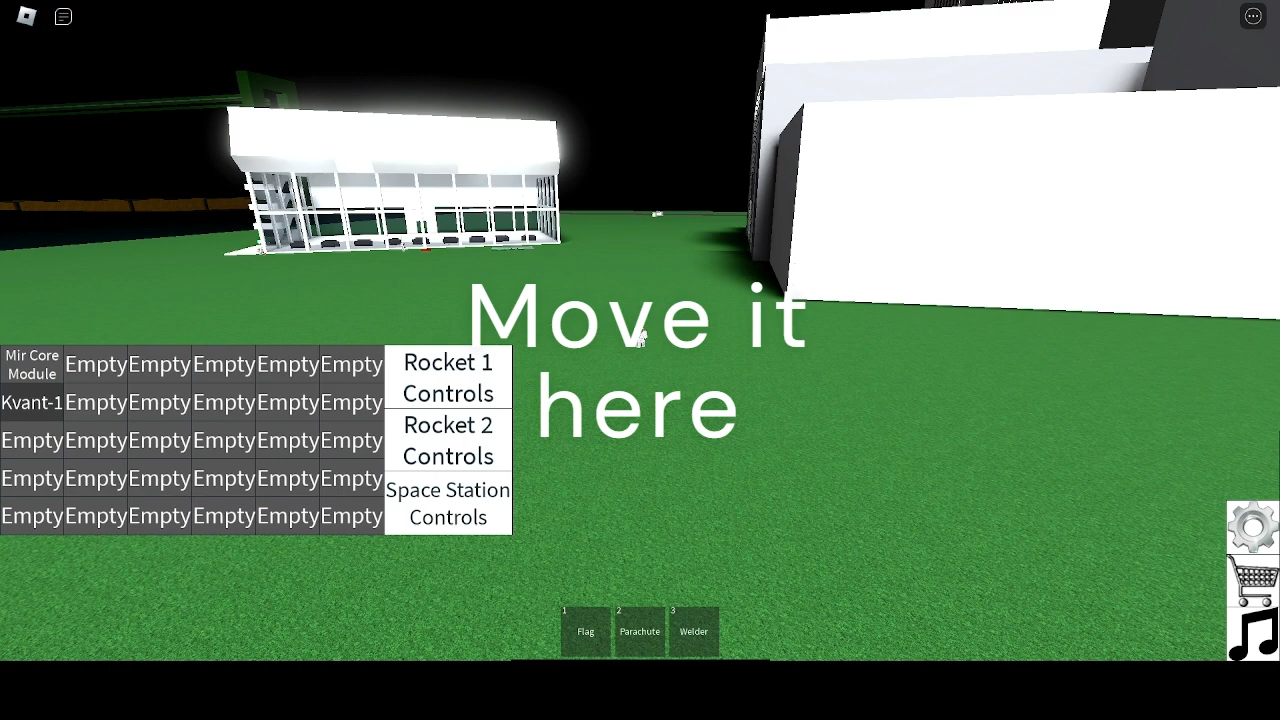 Move it
here
Mir Core
Module
Empty Empty Empty Empty Empty
Rocket 1
Controls
Kvant-1 Empty Empty Empty Empty Empty
Rocket 2
Controls
Empty Empty Empty Empty Empty Empty
Empty Empty Empty Empty Empty Empty
Space Station
Controls
Empty Empty Empty Empty Empty Empty
1 2 3
Flag Parachute Welder